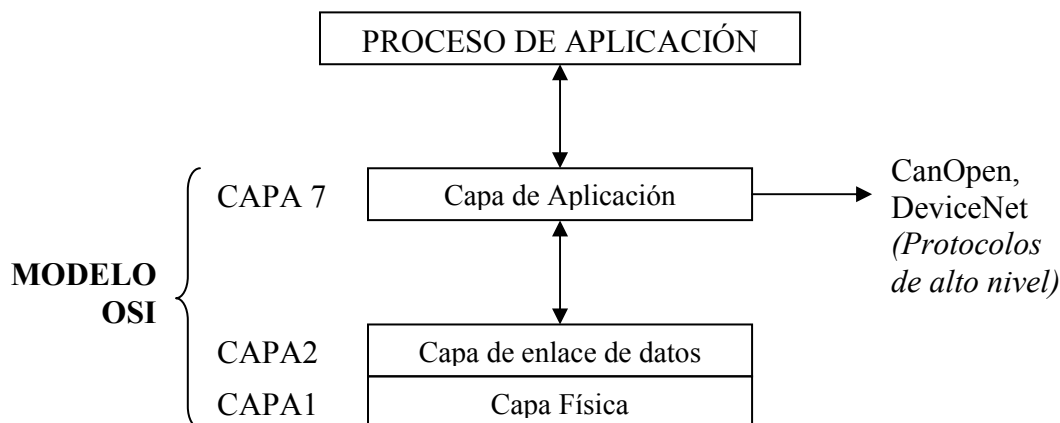 PROCESO DE APLICACIÓN
CAPA 7
Capa de Aplicación
CanOpen,
DeviceNet
(Protocolos
de alto nivel)
MODELO
OSI
CAPA2
Capa de enlace de datos
CAPA1
Capa Física